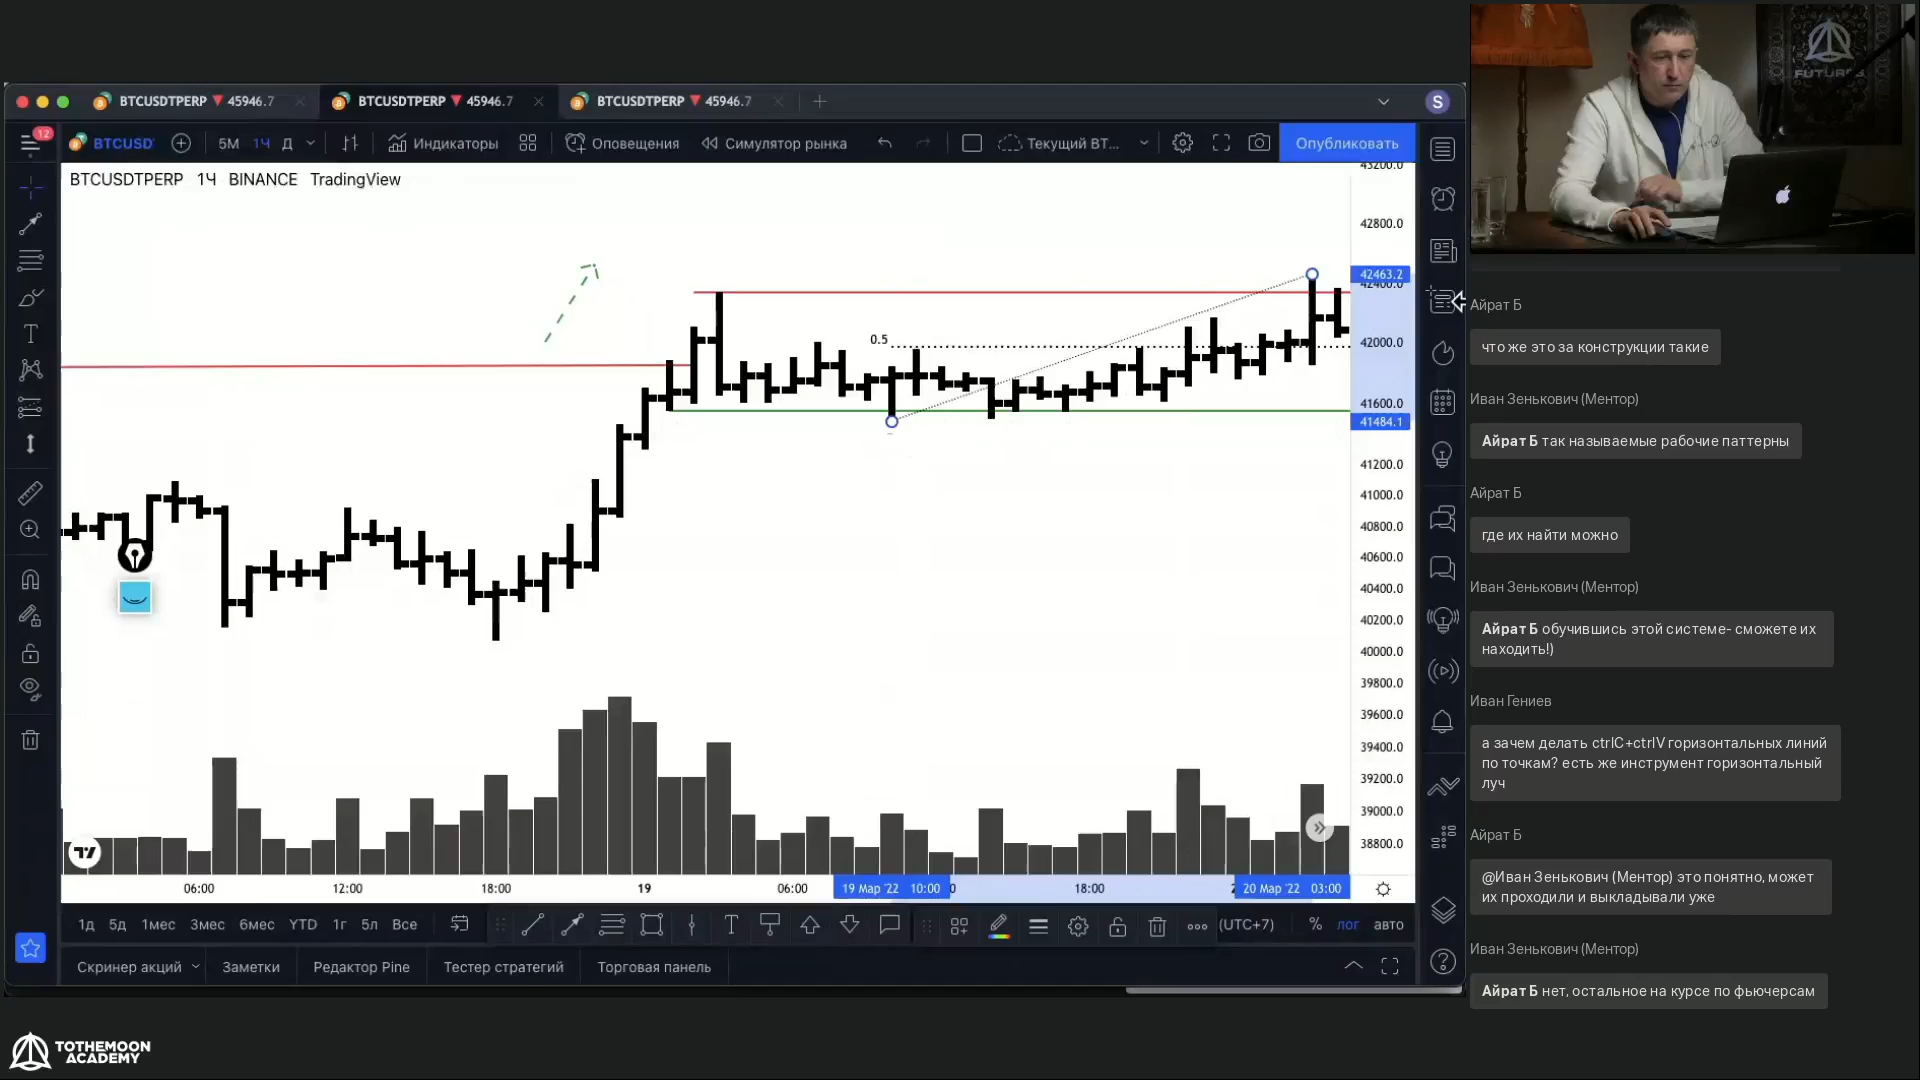 BTCUSDTPERP ▼ 45946.7
BTCUSDTPERP ▼ 45946.7
BTCUSDTPERP ▼ 45946.7
S
12
BTCUSD
5М 1Ч Д
Индикаторы
Оповещения
Симулятор рынка
Текущий BT...
Опубликовать
BTCUSDTPERP 1Ч BINANCE TradingView
43200.0
42800.0
42463.2
42400.0
42000.0
41600.0
41484.1
41200.0
41000.0
40800.0
40600.0
40400.0
40200.0
40000.0
39800.0
39600.0
39400.0
39200.0
39000.0
38800.0
0.5
06:00 12:00 18:00 19 06:00 19 Мар '22 10:00 18:00 20 Мар '22 03:00
1д 5д 1мес 3мес 6мес YTD 1г 5л Все
(UTC+7) % лог авто
Скринер акций Заметки Редактор Pine Тестер стратегий Торговая панель
TOTHEMOON
ACADEMY
FUTURES
Айрат Б
что же это за конструкции такие
Иван Зенькович (Ментор)
Айрат Б так называемые рабочие паттерны
Айрат Б
где их найти можно
Иван Зенькович (Ментор)
Айрат Б обучившись этой системе- сможете их
находить!)
Иван Гениев
а зачем делать ctrlC+ctrlV горизонтальных линий
по точкам? есть же инструмент горизонтальный
луч
Айрат Б
@Иван Зенькович (Ментор) это понятно, может
их проходили и выкладывали уже
Иван Зенькович (Ментор)
Айрат Б нет, остальное на курсе по фьючерсам